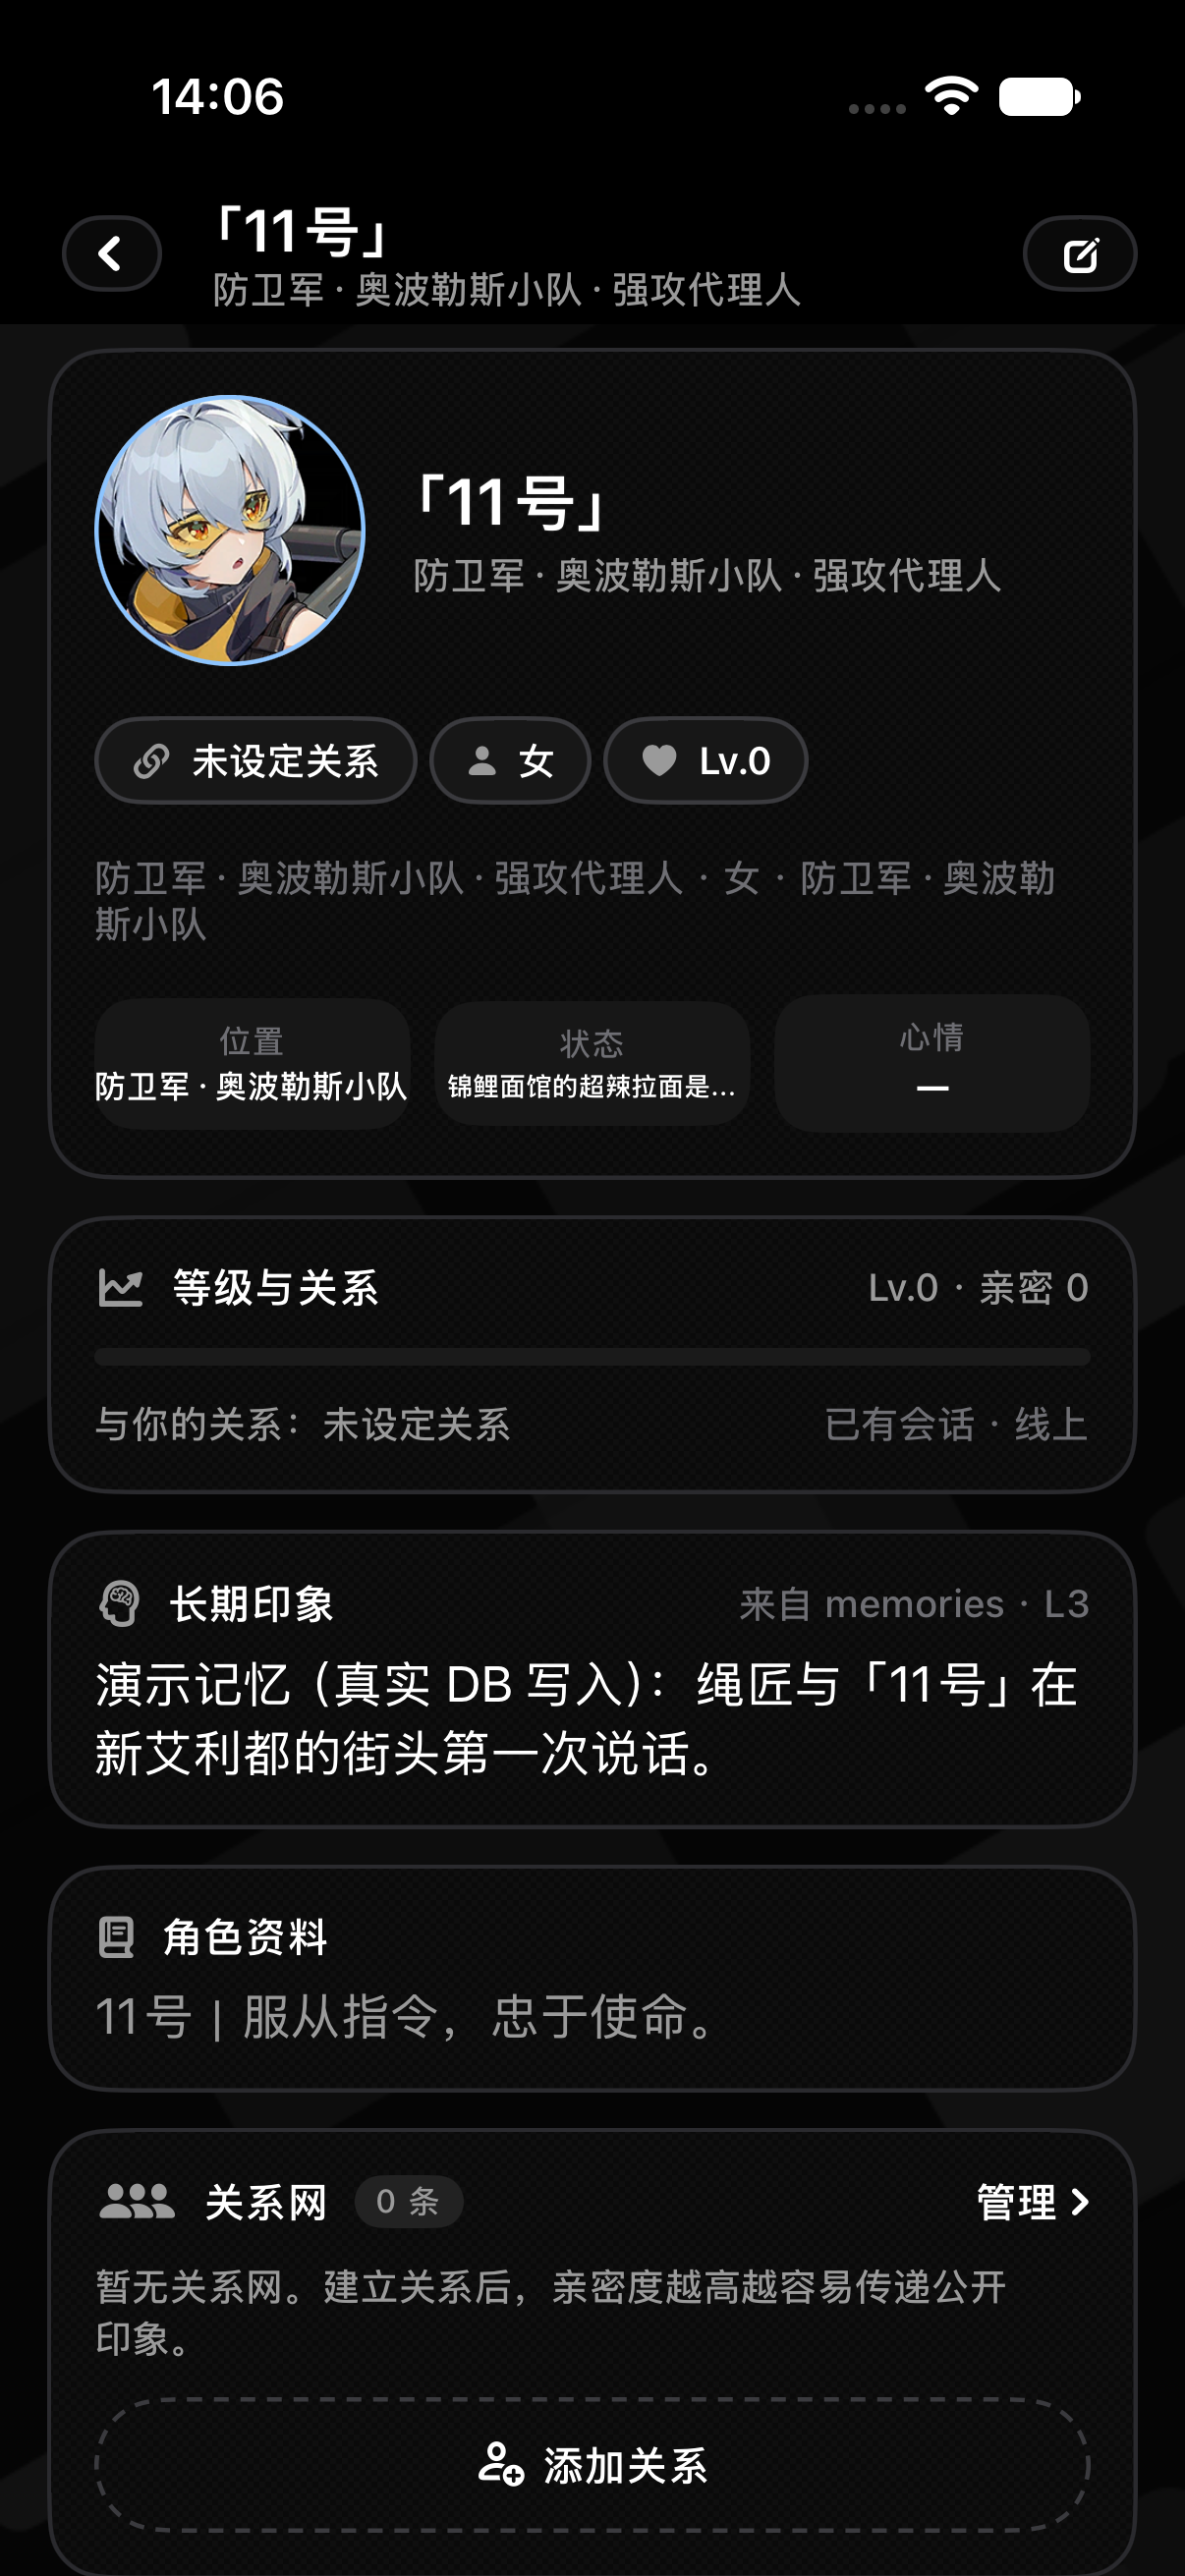 14:06
「11号」
防卫军 · 奥波勒斯小队 · 强攻代理人
「11号」
防卫军 · 奥波勒斯小队 · 强攻代理人
未设定关系
女
Lv.0
防卫军 · 奥波勒斯小队 · 强攻代理人 · 女 · 防卫军 · 奥波勒
斯小队
位置
防卫军 · 奥波勒斯小队
状态
锦鲤面馆的超辣拉面是...
心情
—
等级与关系
Lv.0 · 亲密 0
与你的关系：未设定关系
已有会话 · 线上
长期印象
来自 memories · L3
演示记忆（真实 DB 写入）：绳匠与「11号」在
新艾利都的街头第一次说话。
角色资料
11号 | 服从指令，忠于使命。
关系网
0 条
管理
暂无关系网。建立关系后，亲密度越高越容易传递公开
印象。
添加关系